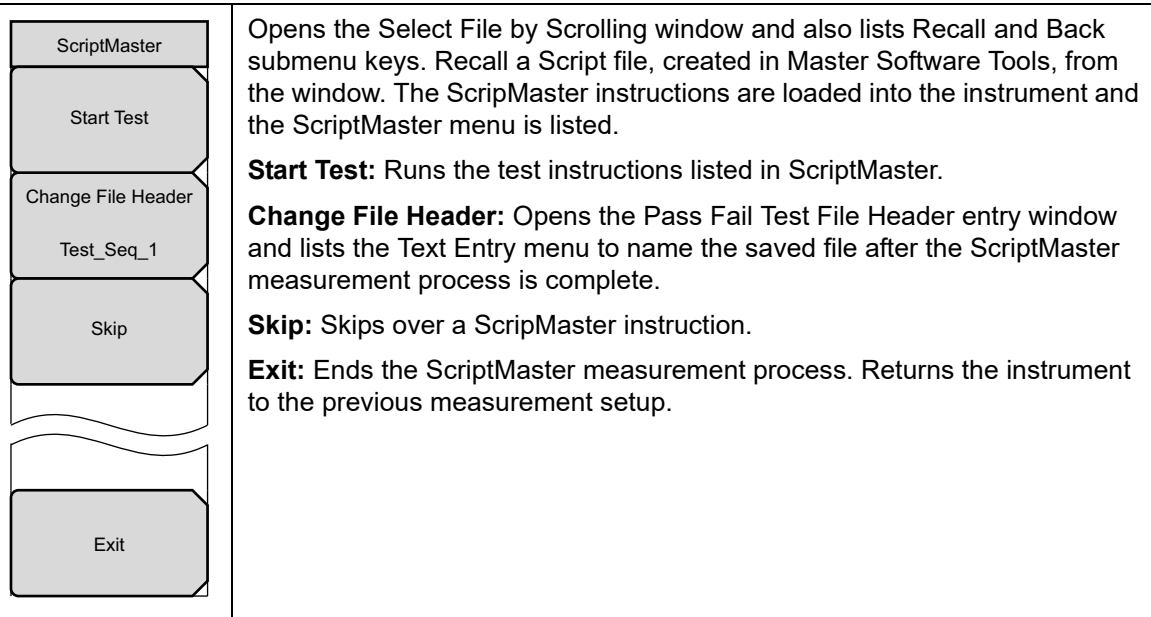 ScriptMaster
Start Test
Change File Header
Test_Seq_1
Skip
Exit
Opens the Select File by Scrolling window and also lists Recall and Back
submenu keys. Recall a Script file, created in Master Software Tools, from
the window. The ScripMaster instructions are loaded into the instrument and
the ScriptMaster menu is listed.
Start Test: Runs the test instructions listed in ScriptMaster.
Change File Header: Opens the Pass Fail Test File Header entry window
and lists the Text Entry menu to name the saved file after the ScriptMaster
measurement process is complete.
Skip: Skips over a ScripMaster instruction.
Exit: Ends the ScriptMaster measurement process. Returns the instrument
to the previous measurement setup.